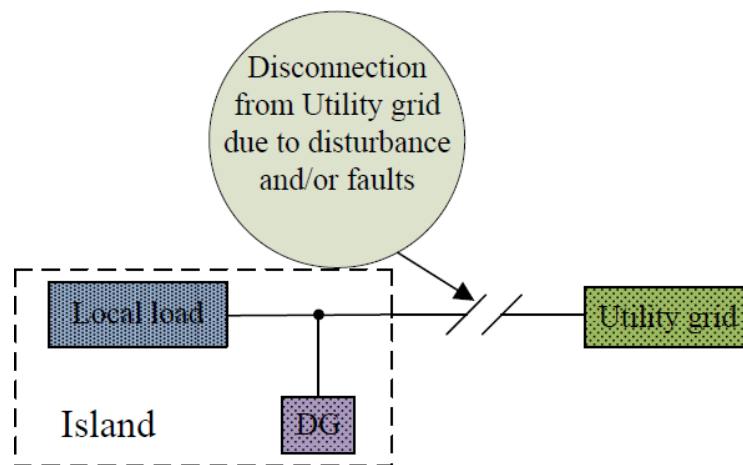 Disconnection
from Utility grid
due to disturbance
and/or faults
Local load
Utility grid
Island
DG